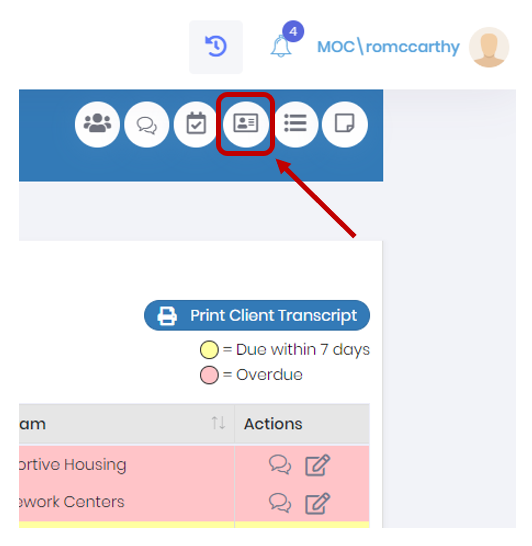 4
MOC\romccarthy
Print Client Transcript
= Due within 7 days
= Overdue
am
Actions
ortive Housing
ework Centers